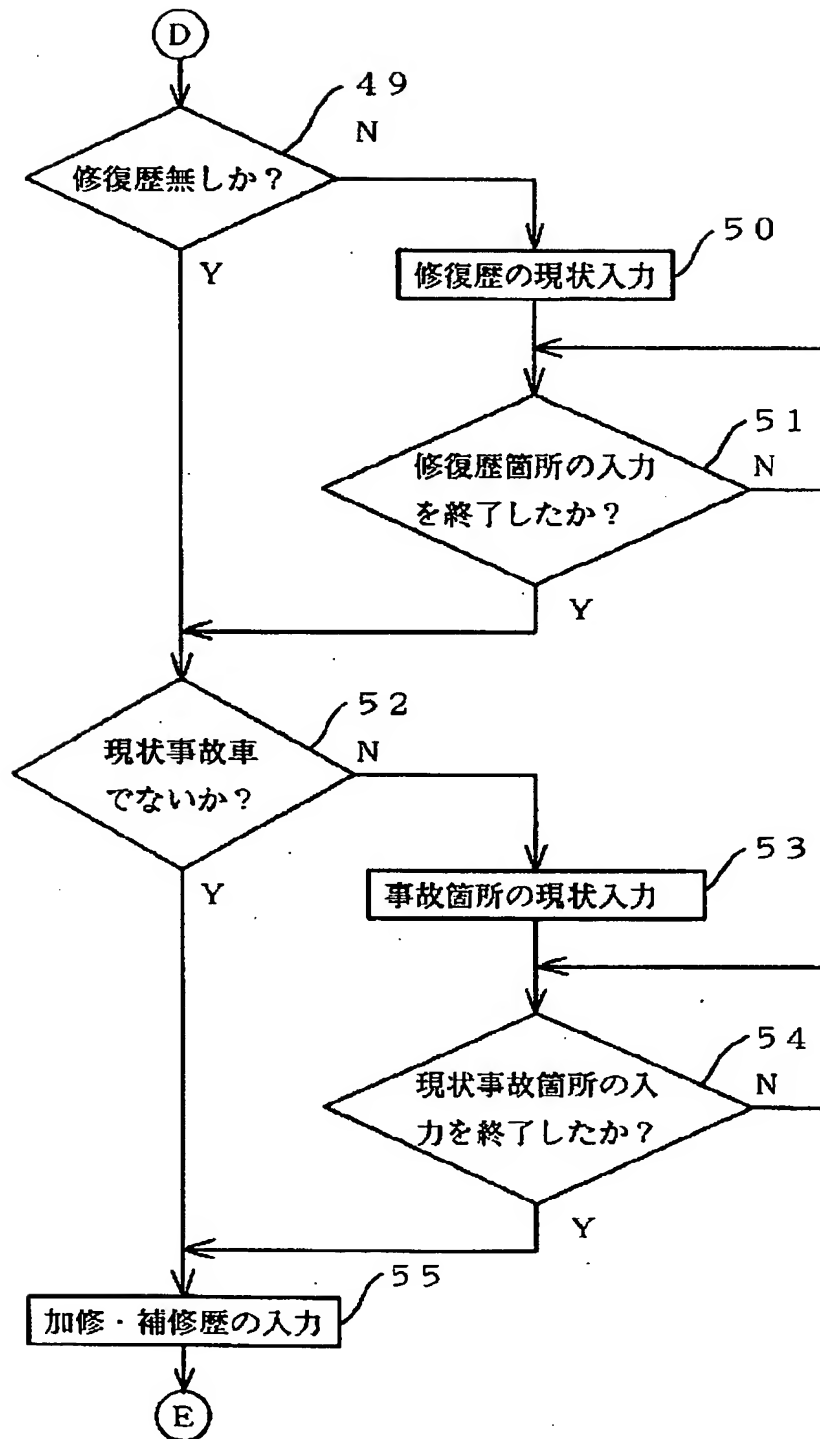 D
49
修復歴無しか?
N
Y
50
修復歴の現状入力
51
修復歴箇所の入力
を終了したか?
N
Y
52
現状事故車
でないか?
N
Y
53
事故箇所の現状入力
54
現状事故箇所の入
力を終了したか?
N
Y
55
加修・補修歴の入力
E